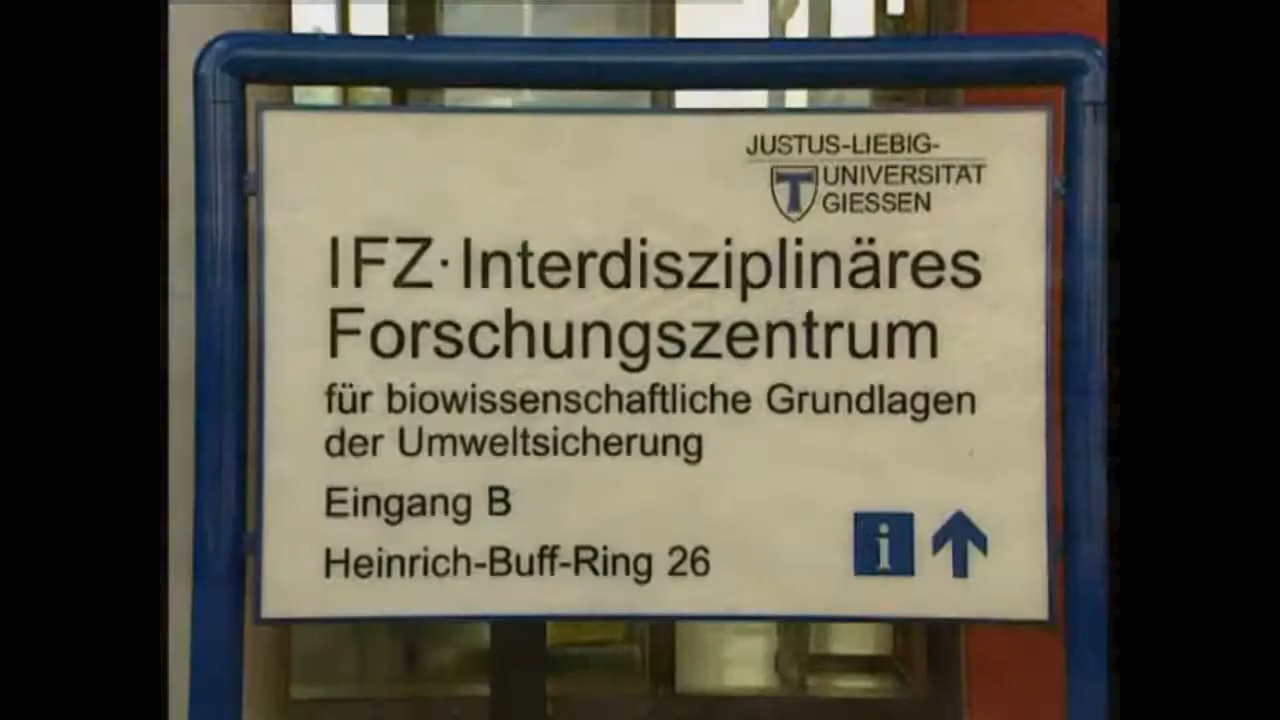 JUSTUS-LIEBIG-
UNIVERSITÄT
GIESSEN
IFZ·Interdisziplinäres
Forschungszentrum
für biowissenschaftliche Grundlagen
der Umweltsicherung
Eingang B
Heinrich-Buff-Ring 26
i